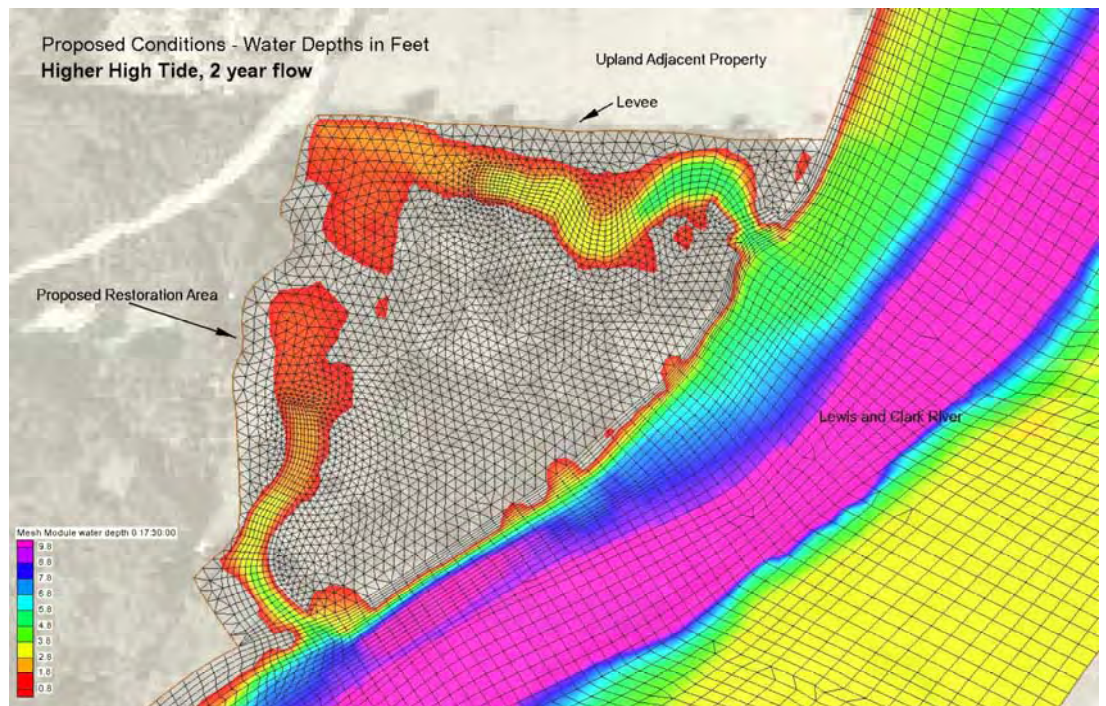 Proposed Conditions - Water Depths in Feet
Higher High Tide, 2 year flow
Upland Adjacent Property
Levee
Proposed Restoration Area
Lewis and Clark River
Mesh Module water depth 0 17:30:00
9.8
8.8
7.8
6.8
5.8
4.8
3.8
2.8
1.8
0.8